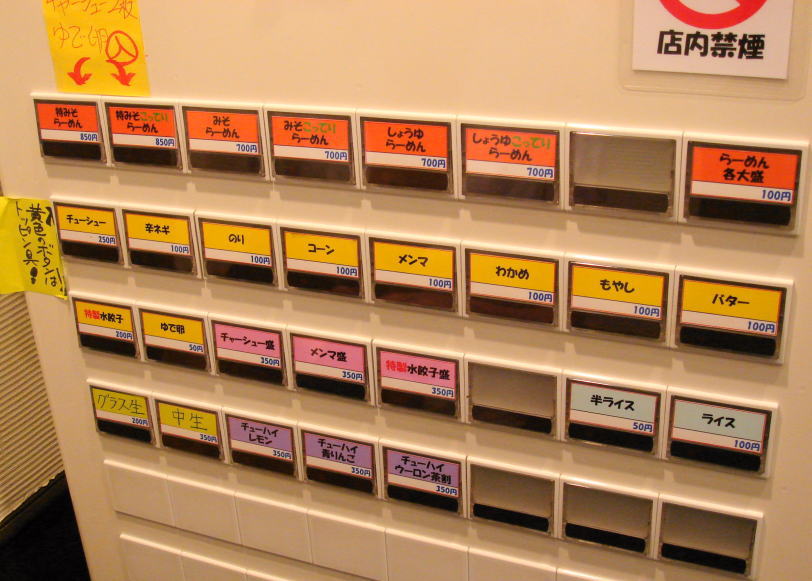 チャーシュー
ゆで卵
店内禁煙
特みそ
らーめん
850円
特みそこってり
らーめん
850円
みそ
らーめん
700円
みそこってり
らーめん
700円
しょうゆ
らーめん
700円
しょうゆこってり
らーめん
700円
らーめん
各大盛
100円
黄色のボタンは
トッピング具!
チューシュー
250円
辛ネギ
100円
のり
100円
コーン
100円
メンマ
100円
わかめ
100円
もやし
100円
バター
100円
特製水餃子
200円
ゆで卵
50円
チャーシュー盛
350円
メンマ盛
350円
特製水餃子盛
350円
半ライス
50円
ライス
100円
グラス生
200円
中生
350円
チューハイ
レモン
350円
チューハイ
青りんご
350円
チューハイ
ウーロン茶割
350円